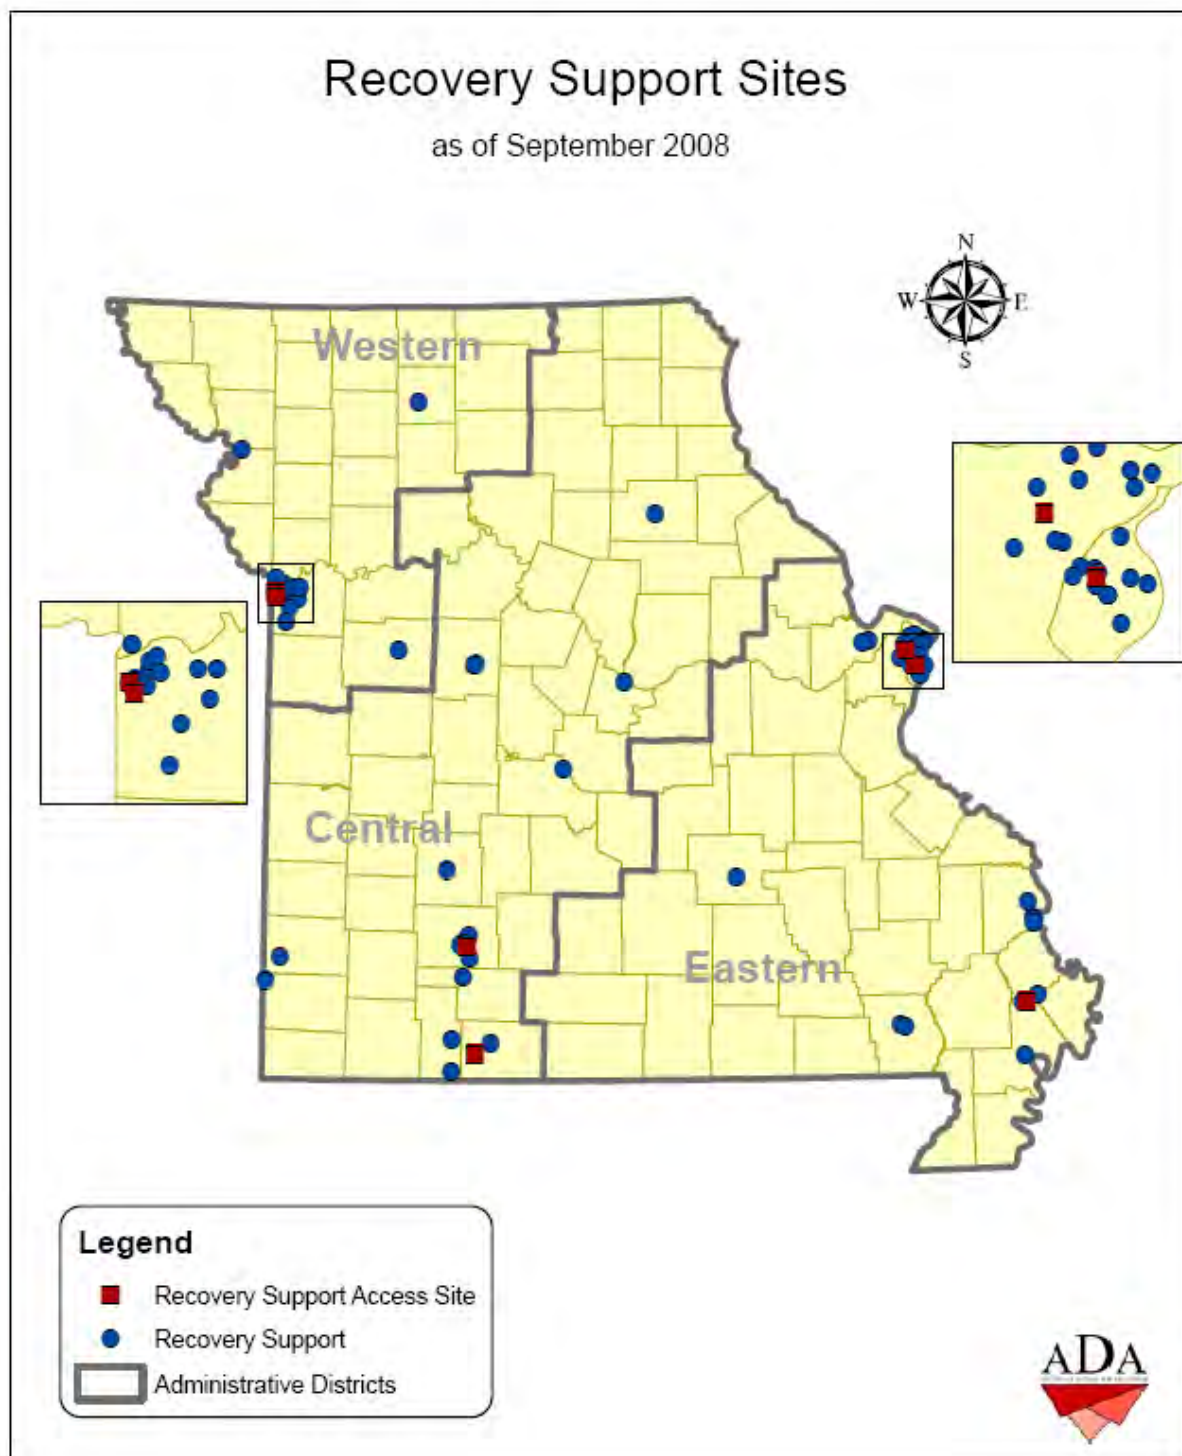 Recovery Support Sites
as of September 2008
N
W E
S
Western
Central
Eastern
Legend
Recovery Support Access Site
Recovery Support
Administrative Districts
ADA